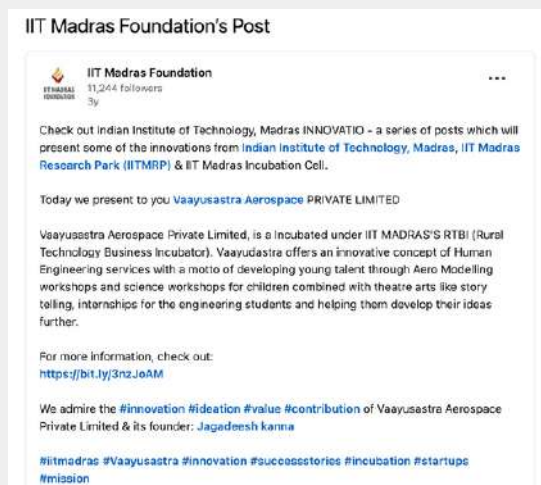 IIT Madras Foundation's Post
IIT MADRAS
FOUNDATION
IIT Madras Foundation
11,244 followers
3y
Check out Indian Institute of Technology, Madras INNOVATIO - a series of posts which will
present some of the innovations from Indian Institute of Technology, Madras, IIT Madras
Research Park (IITMRP) & IIT Madras Incubation Cell.
Today we present to you Vaayusastra Aerospace PRIVATE LIMITED
Vaayusastra Aerospace Private Limited, is a Incubated under IIT MADRAS'S RTBI (Rural
Technology Business Incubator). Vaayudastra offers an innovative concept of Human
Engineering services with a motto of developing young talent through Aero Modelling
workshops and science workshops for children combined with theatre arts like story
telling, internships for the engineering students and helping them develop their ideas
further.
For more information, check out:
https://bit.ly/3nzJoAM
We admire the #innovation #ideation #value #contribution of Vaayusastra Aerospace
Private Limited & its founder: Jagadeesh kanna
#iitmadras #Vaayusastra #innovation #successstories #incubation #startups
#mission